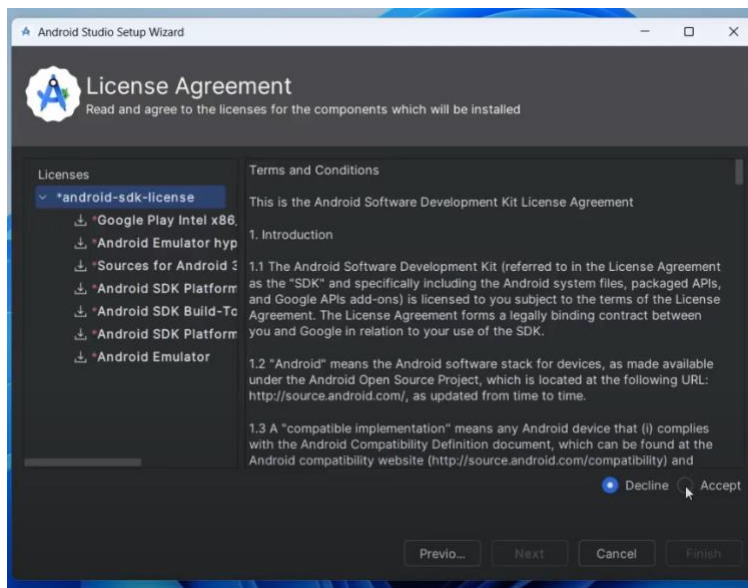 Android Studio Setup Wizard
License Agreement
Read and agree to the licenses for the components which will be installed
Licenses
*android-sdk-license
*Google Play Intel x86_
*Android Emulator hyp
*Sources for Android 3
*Android SDK Platform
*Android SDK Build-To
*Android SDK Platform
*Android Emulator
Terms and Conditions
This is the Android Software Development Kit License Agreement
1. Introduction
1.1 The Android Software Development Kit (referred to in the License Agreement
as the "SDK" and specifically including the Android system files, packaged APIs,
and Google APIs add-ons) is licensed to you subject to the terms of the License
Agreement. The License Agreement forms a legally binding contract between
you and Google in relation to your use of the SDK.
1.2 "Android" means the Android software stack for devices, as made available
under the Android Open Source Project, which is located at the following URL:
http://source.android.com/, as updated from time to time.
1.3 A "compatible implementation" means any Android device that (i) complies
with the Android Compatibility Definition document, which can be found at the
Android compatibility website (http://source.android.com/compatibility) and
Decline Accept
Previo... Next Cancel Finish